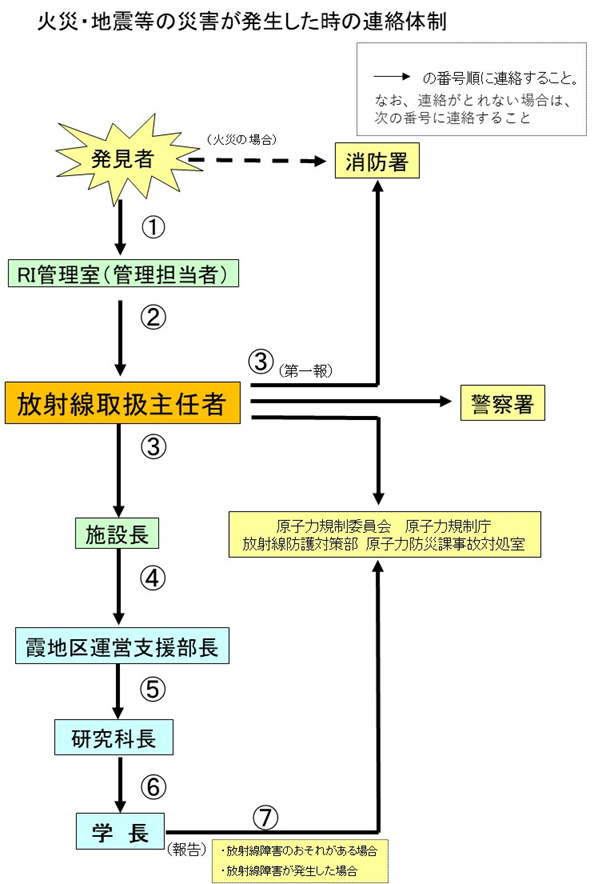 火災・地震等の災害が発生した時の連絡体制
→ の番号順に連絡すること。
なお、連絡がとれない場合は、
次の番号に連絡すること
発見者
(火災の場合)
消防署
①
RI管理室(管理担当者)
②
③
(第一報)
放射線取扱主任者
警察署
③
施設長
原子力規制委員会 原子力規制庁
放射線防護対策部 原子力防災課事故対処室
④
霞地区運営支援部長
⑤
研究科長
⑥
学 長
⑦
(報告)
・放射線障害のおそれがある場合
・放射線障害が発生した場合